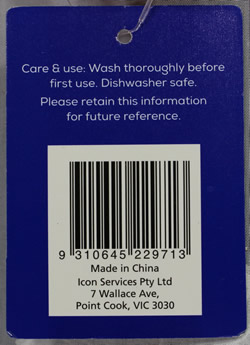 Care & use: Wash thoroughly before
first use. Dishwasher safe.
Please retain this information
for future reference.
9 310645 229713
Made in China
Icon Services Pty Ltd
7 Wallace Ave,
Point Cook, VIC 3030